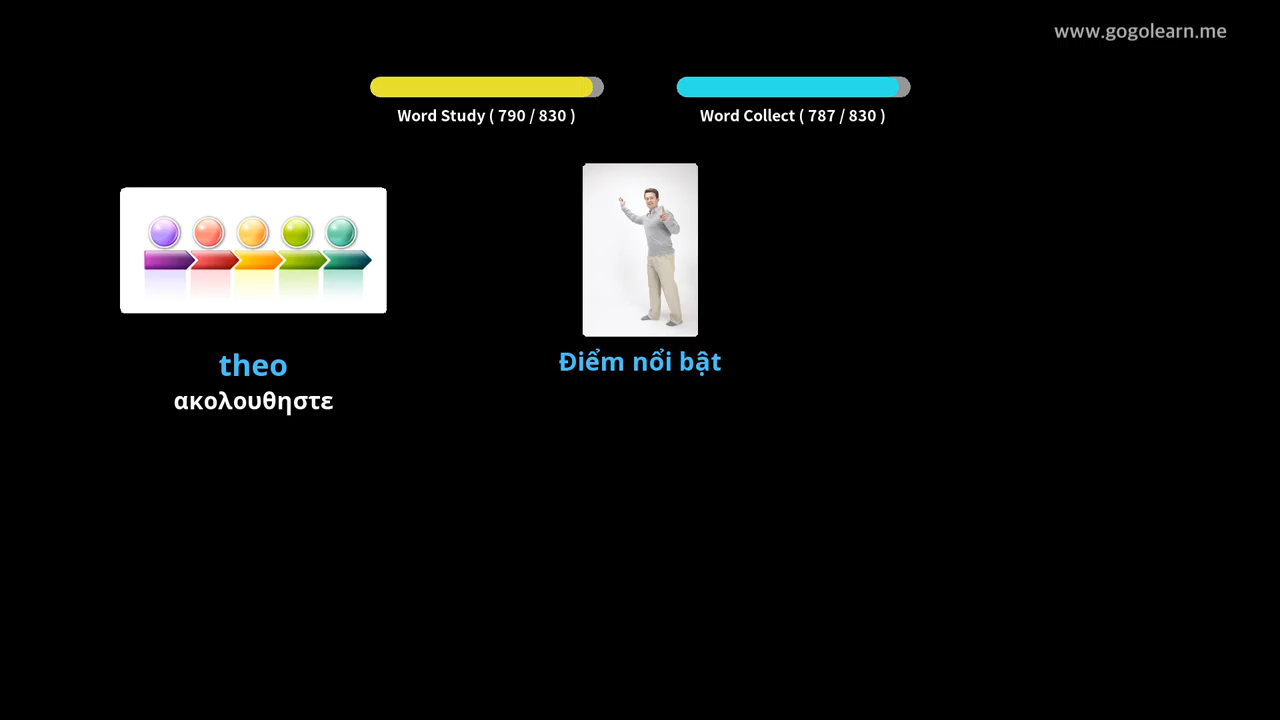 www.gogolearn.me
Word Study ( 790 / 830 )
Word Collect ( 787 / 830 )
theo
ακολουθηστε
Điểm nổi bật